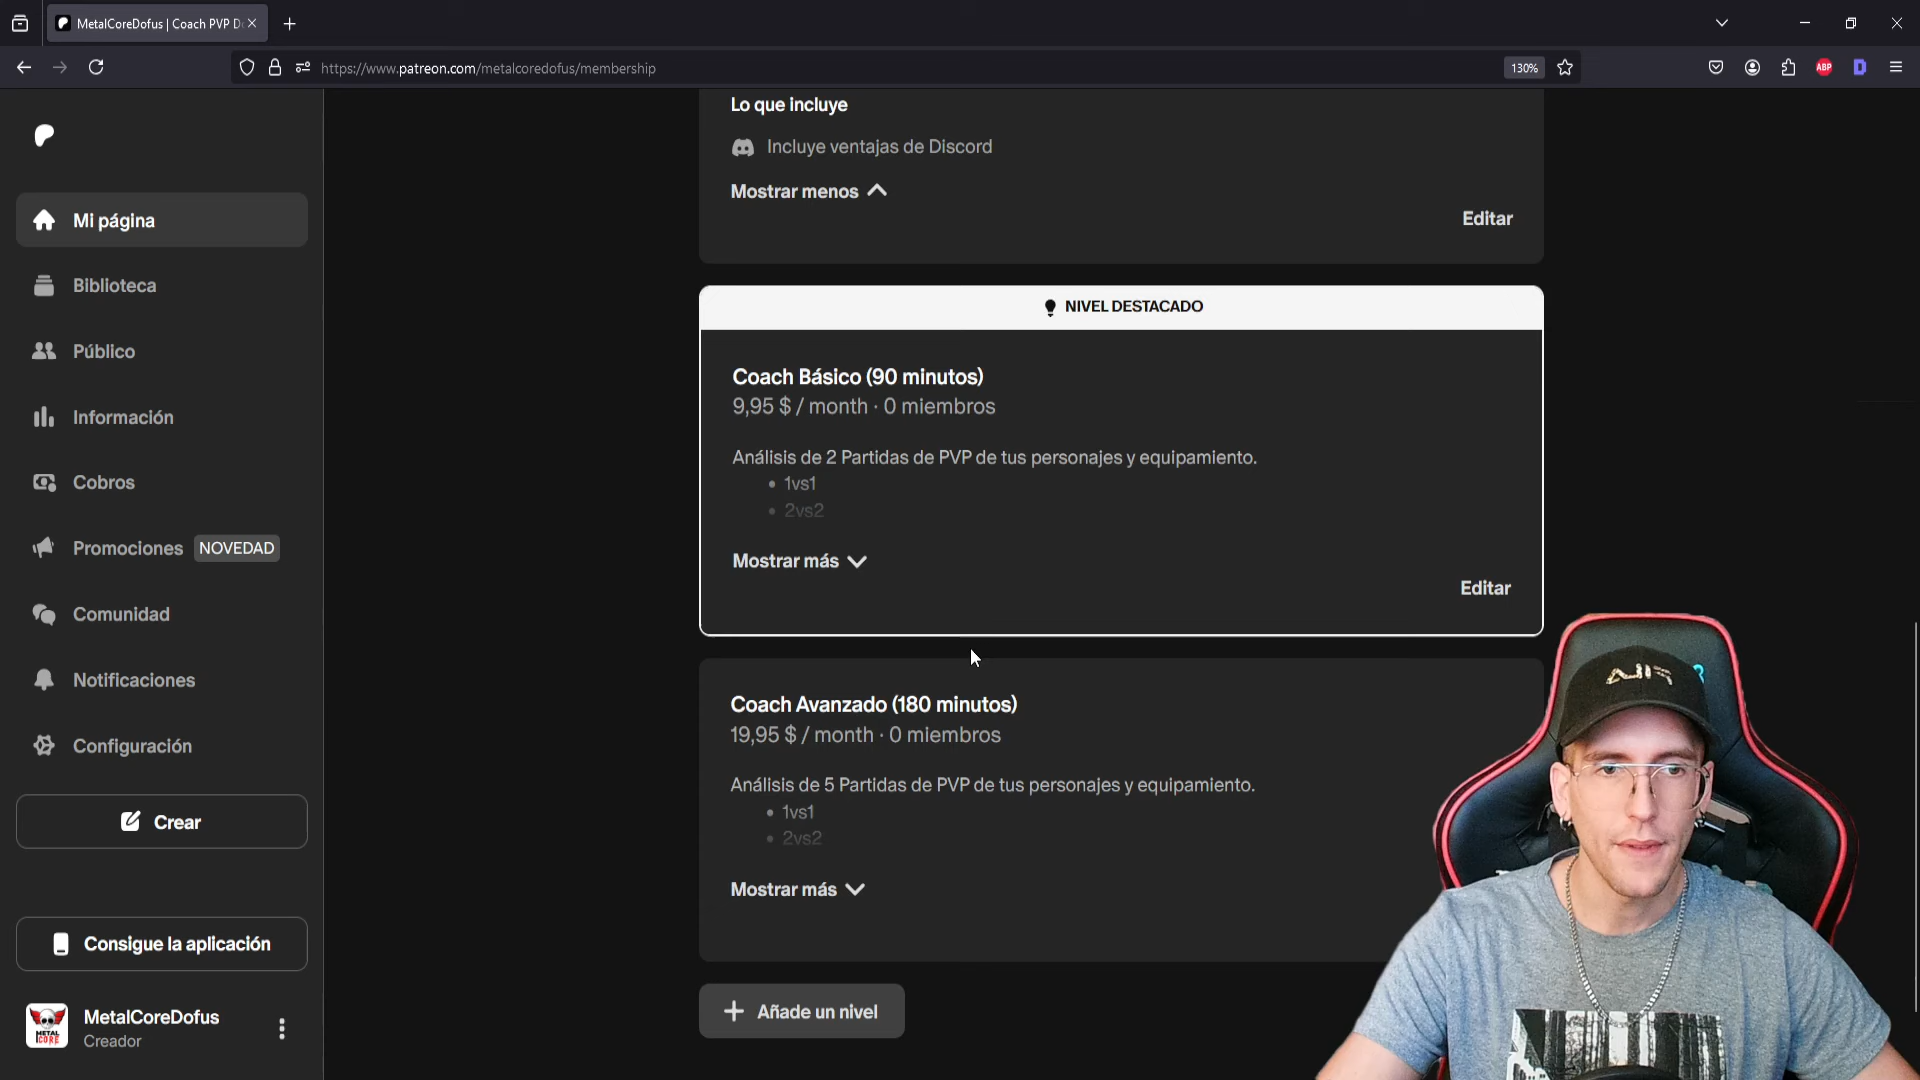 MetalCoreDofus | Coach PVP D
https://www.patreon.com/metalcoredofus/membership
130%
ABP
Mi página
Biblioteca
Público
Información
Cobros
Promociones NOVEDAD
Comunidad
Notificaciones
Configuración
Crear
Consigue la aplicación
METAL
CORE
MetalCoreDofus
Creador
Lo que incluye
Incluye ventajas de Discord
Mostrar menos
Editar
NIVEL DESTACADO
Coach Básico (90 minutos)
9,95 $ / month · 0 miembros
Análisis de 2 Partidas de PVP de tus personajes y equipamiento.
• 1vs1
• 2vs2
Mostrar más
Editar
Coach Avanzado (180 minutos)
19,95 $ / month · 0 miembros
Análisis de 5 Partidas de PVP de tus personajes y equipamiento.
• 1vs1
• 2vs2
Mostrar más
Añade un nivel